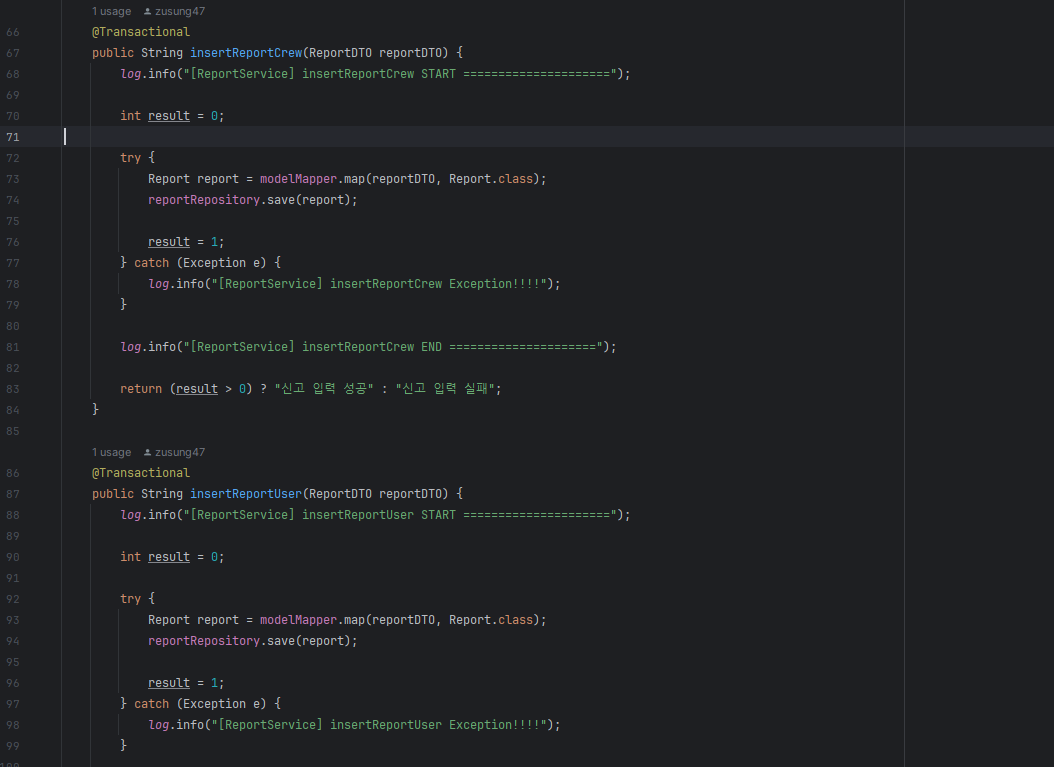 1 usage zusung47
66 @Transactional
67 public String insertReportCrew(ReportDTO reportDTO) {
68 log.info("[ReportService] insertReportCrew START =====================");
69
70 int result = 0;
71
72 try {
73 Report report = modelMapper.map(reportDTO, Report.class);
74 reportRepository.save(report);
75
76 result = 1;
77 } catch (Exception e) {
78 log.info("[ReportService] insertReportCrew Exception!!!!");
79 }
80
81 log.info("[ReportService] insertReportCrew END =====================");
82
83 return (result > 0) ? "신고 입력 성공" : "신고 입력 실패";
84 }
85
1 usage zusung47
86 @Transactional
87 public String insertReportUser(ReportDTO reportDTO) {
88 log.info("[ReportService] insertReportUser START =====================");
89
90 int result = 0;
91
92 try {
93 Report report = modelMapper.map(reportDTO, Report.class);
94 reportRepository.save(report);
95
96 result = 1;
97 } catch (Exception e) {
98 log.info("[ReportService] insertReportUser Exception!!!!");
99 }
100